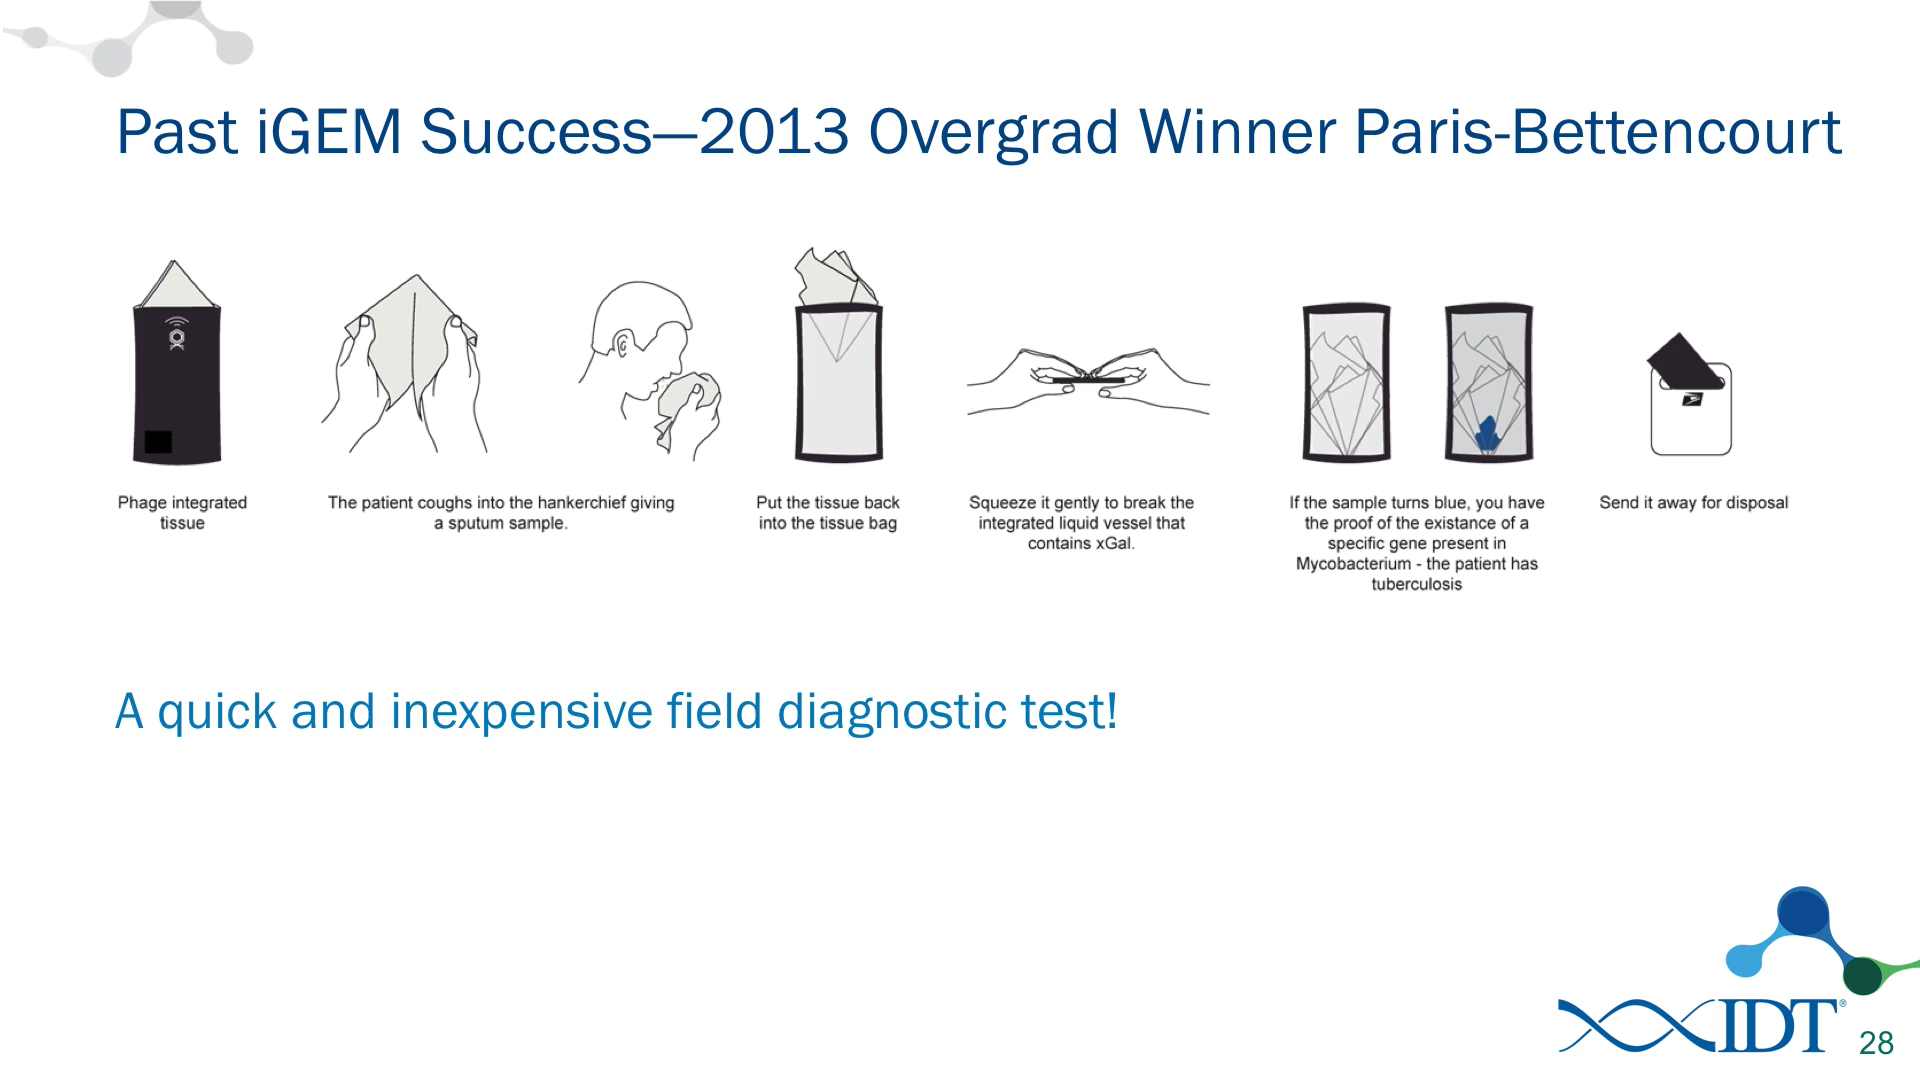 Past iGEM Success—2013 Overgrad Winner Paris-Bettencourt
Phage integrated
tissue
The patient coughs into the hankerchief giving
a sputum sample.
Put the tissue back
into the tissue bag
Squeeze it gently to break the
integrated liquid vessel that
contains xGal.
If the sample turns blue, you have
the proof of the existance of a
specific gene present in
Mycobacterium - the patient has
tuberculosis
Send it away for disposal
A quick and inexpensive field diagnostic test!
IDT®
28